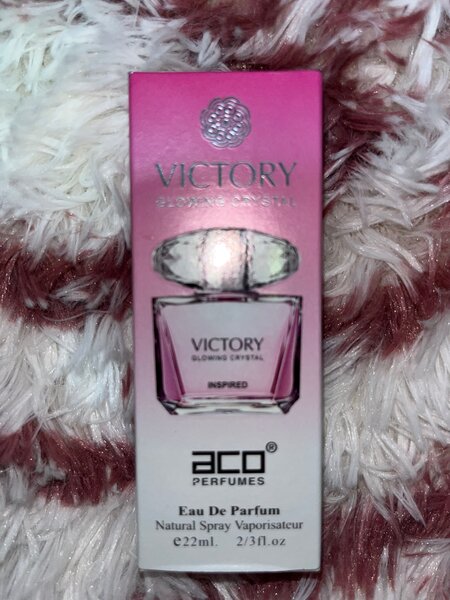 VICTORY
GLOWING CRYSTAL
VICTORY
GLOWING CRYSTAL
INSPIRED
aco®
PERFUMES
Eau De Parfum
Natural Spray Vaporisateur
e22ml. 2/3fl.oz